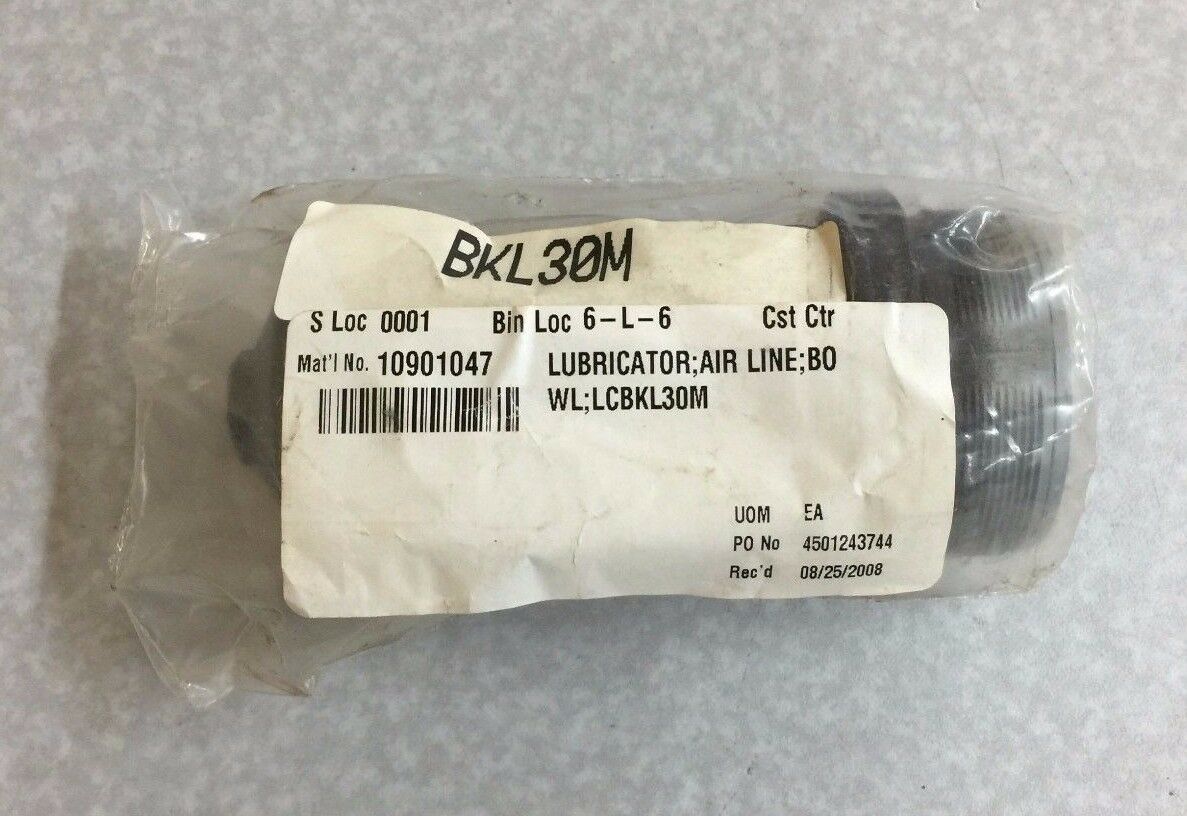 BKL30M
S Loc 0001 Bin Loc 6-L-6 Cst Ctr
Mat'l No. 10901047 LUBRICATOR;AIR LINE;BO
WL;LCBKL30M
UOM EA
PO No 4501243744
Rec'd 08/25/2008